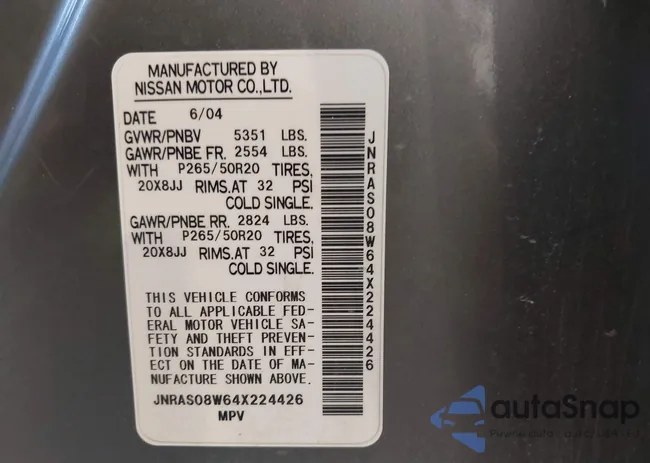 MANUFACTURED BY
NISSAN MOTOR CO.,LTD.
DATE 6/04
GVWR/PNBV 5351 LBS.
GAWR/PNBE FR. 2554 LBS.
WITH P265/50R20 TIRES,
20X8JJ RIMS.AT 32 PSI
COLD SINGLE.
GAWR/PNBE RR. 2824 LBS.
WITH P265/50R20 TIRES,
20X8JJ RIMS.AT 32 PSI
COLD SINGLE.
THIS VEHICLE CONFORMS
TO ALL APPLICABLE FED-
ERAL MOTOR VEHICLE SA-
FETY AND THEFT PREVEN-
TION STANDARDS IN EFF-
ECT ON THE DATE OF MA-
NUFACTURE SHOWN ABOVE.
JNRAS08W64X224426
MPV
JNRAS08W64X224426
autaSnap